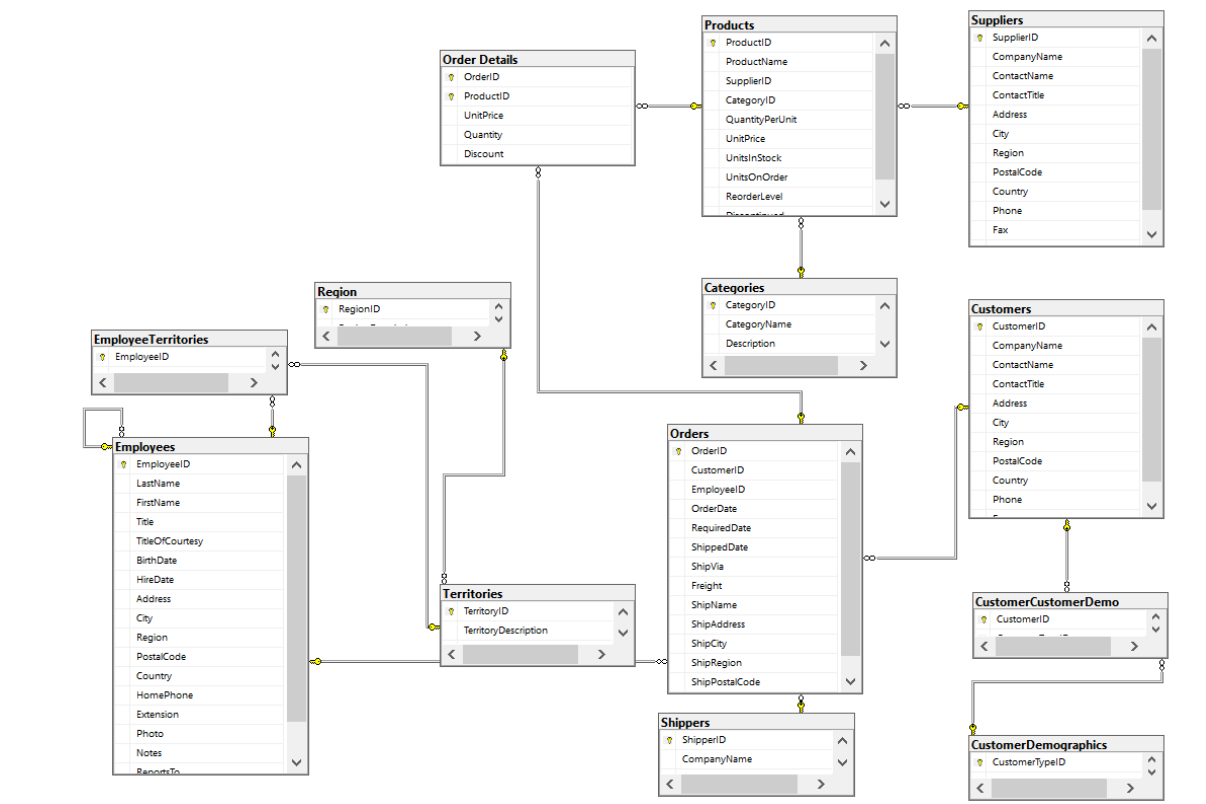 Products
ProductID
ProductName
SupplierID
CategoryID
QuantityPerUnit
UnitPrice
UnitsInStock
UnitsOnOrder
ReorderLevel
Discontinued
Suppliers
SupplierID
CompanyName
ContactName
ContactTitle
Address
City
Region
PostalCode
Country
Phone
Fax
Order Details
OrderID
ProductID
UnitPrice
Quantity
Discount
Categories
CategoryID
CategoryName
Description
Region
RegionID
Customers
CustomerID
CompanyName
ContactName
ContactTitle
Address
City
Region
PostalCode
Country
Phone
EmployeeTerritories
EmployeeID
Employees
EmployeeID
LastName
FirstName
Title
TitleOfCourtesy
BirthDate
HireDate
Address
City
Region
PostalCode
Country
HomePhone
Extension
Photo
Notes
ReportsTo
Orders
OrderID
CustomerID
EmployeeID
OrderDate
RequiredDate
ShippedDate
ShipVia
Freight
ShipName
ShipAddress
ShipCity
ShipRegion
ShipPostalCode
Territories
TerritoryID
TerritoryDescription
CustomerCustomerDemo
CustomerID
Shippers
ShipperID
CompanyName
CustomerDemographics
CustomerTypeID